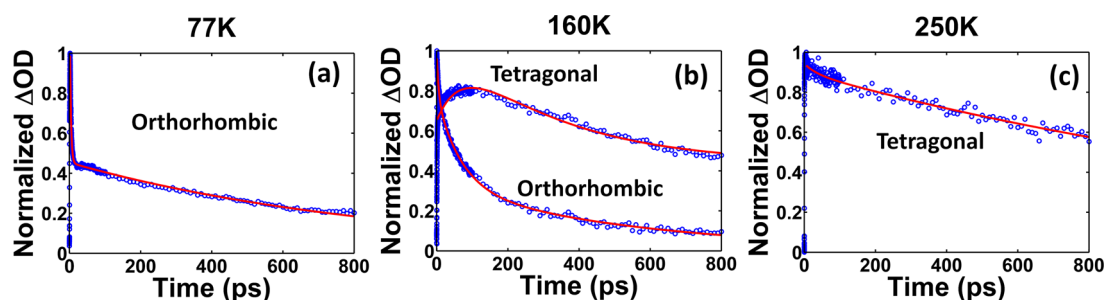 77K
160K
250K
(a)
Orthorhombic
Normalized ΔOD
0
0.2
0.4
0.6
0.8
1
0
200
400
600
800
Time (ps)
(b)
Tetragonal
Orthorhombic
Normalized ΔOD
0
0.2
0.4
0.6
0.8
1
0
200
400
600
800
Time (ps)
(c)
Tetragonal
Normalized ΔOD
0
0.2
0.4
0.6
0.8
1
0
200
400
600
800
Time (ps)